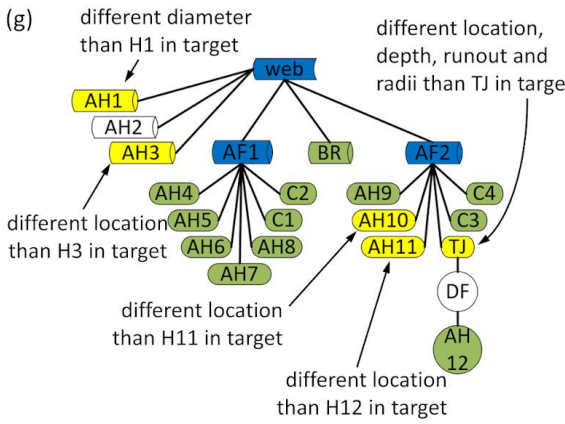 (g)
different diameter
than H1 in target
different location,
depth, runout and
radii than TJ in targe
web
AH1
AH2
AH3
AF1
BR
AF2
AH4
C2
AH9
C4
AH5
C1
AH10
C3
AH6
AH8
AH11
TJ
AH7
different location
than H3 in target
DF
different location
than H11 in target
AH
12
different location
than H12 in target